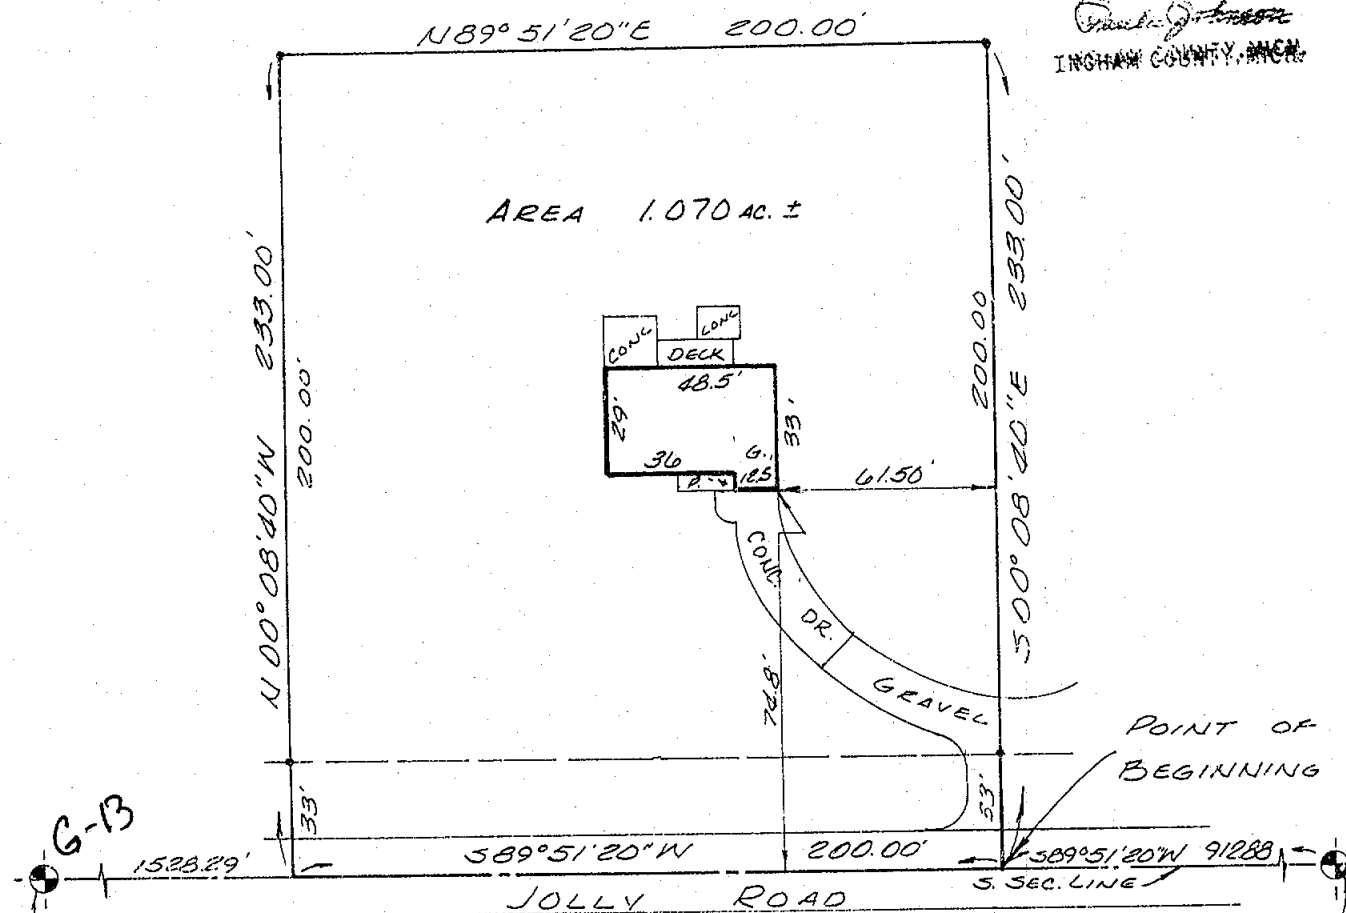 N89°51'20"E 200.00'
INGHAM COUNTY, MICH.
AREA 1.070 AC. ±
N00°08'40"W 233.00'
200.00'
S00°08'40"E 233.00'
200.00
CONC
CONC
DECK
48.5'
29'
33'
36
G.
12.5
P.
61.50'
CONC.
DR.
GRAVEL
74.8'
POINT OF
BEGINNING
33'
33'
G-13
1528.29'
S89°51'20"W 200.00'
S89°51'20"W 912.88
S. SEC. LINE
JOLLY ROAD